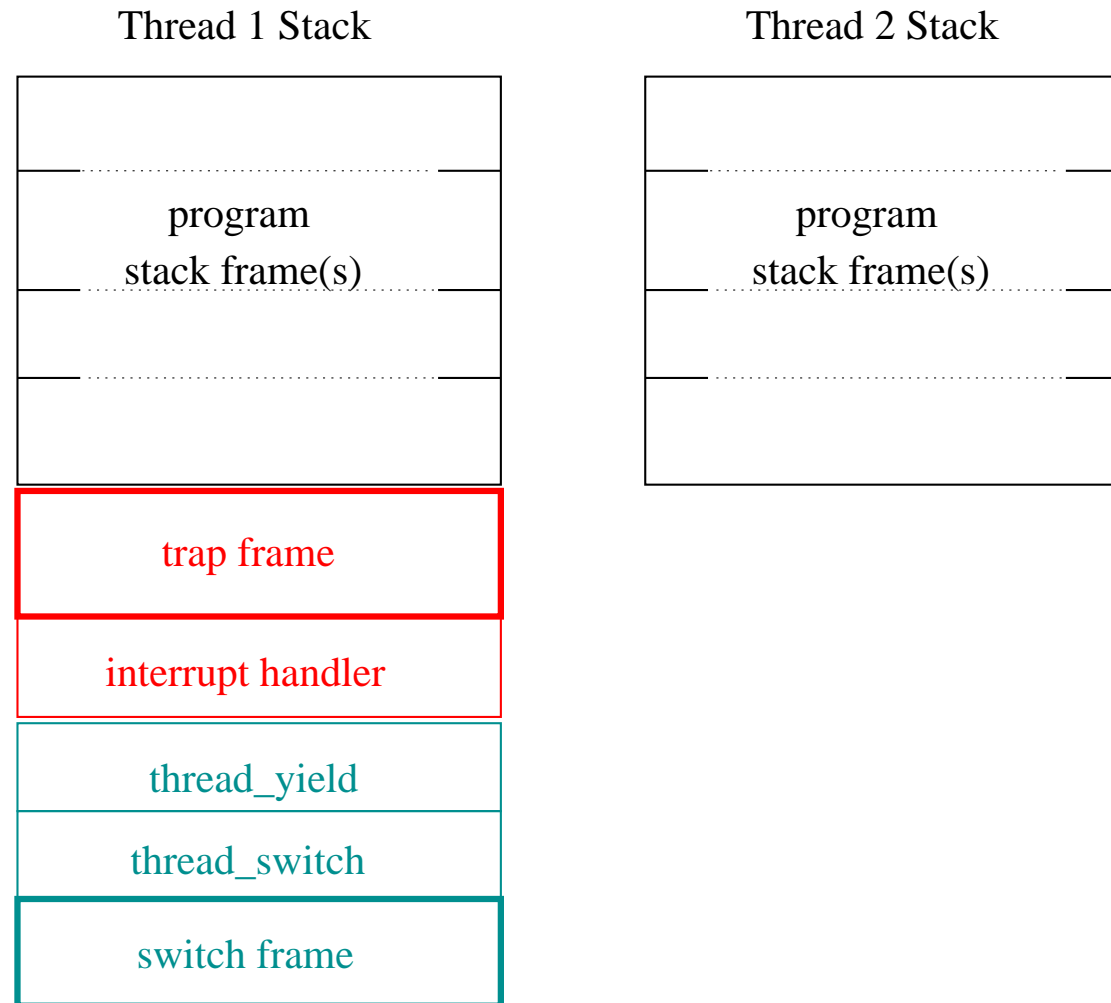 Thread 1 Stack
Thread 2 Stack
program
stack frame(s)
program
stack frame(s)
trap frame
interrupt handler
thread_yield
thread_switch
switch frame